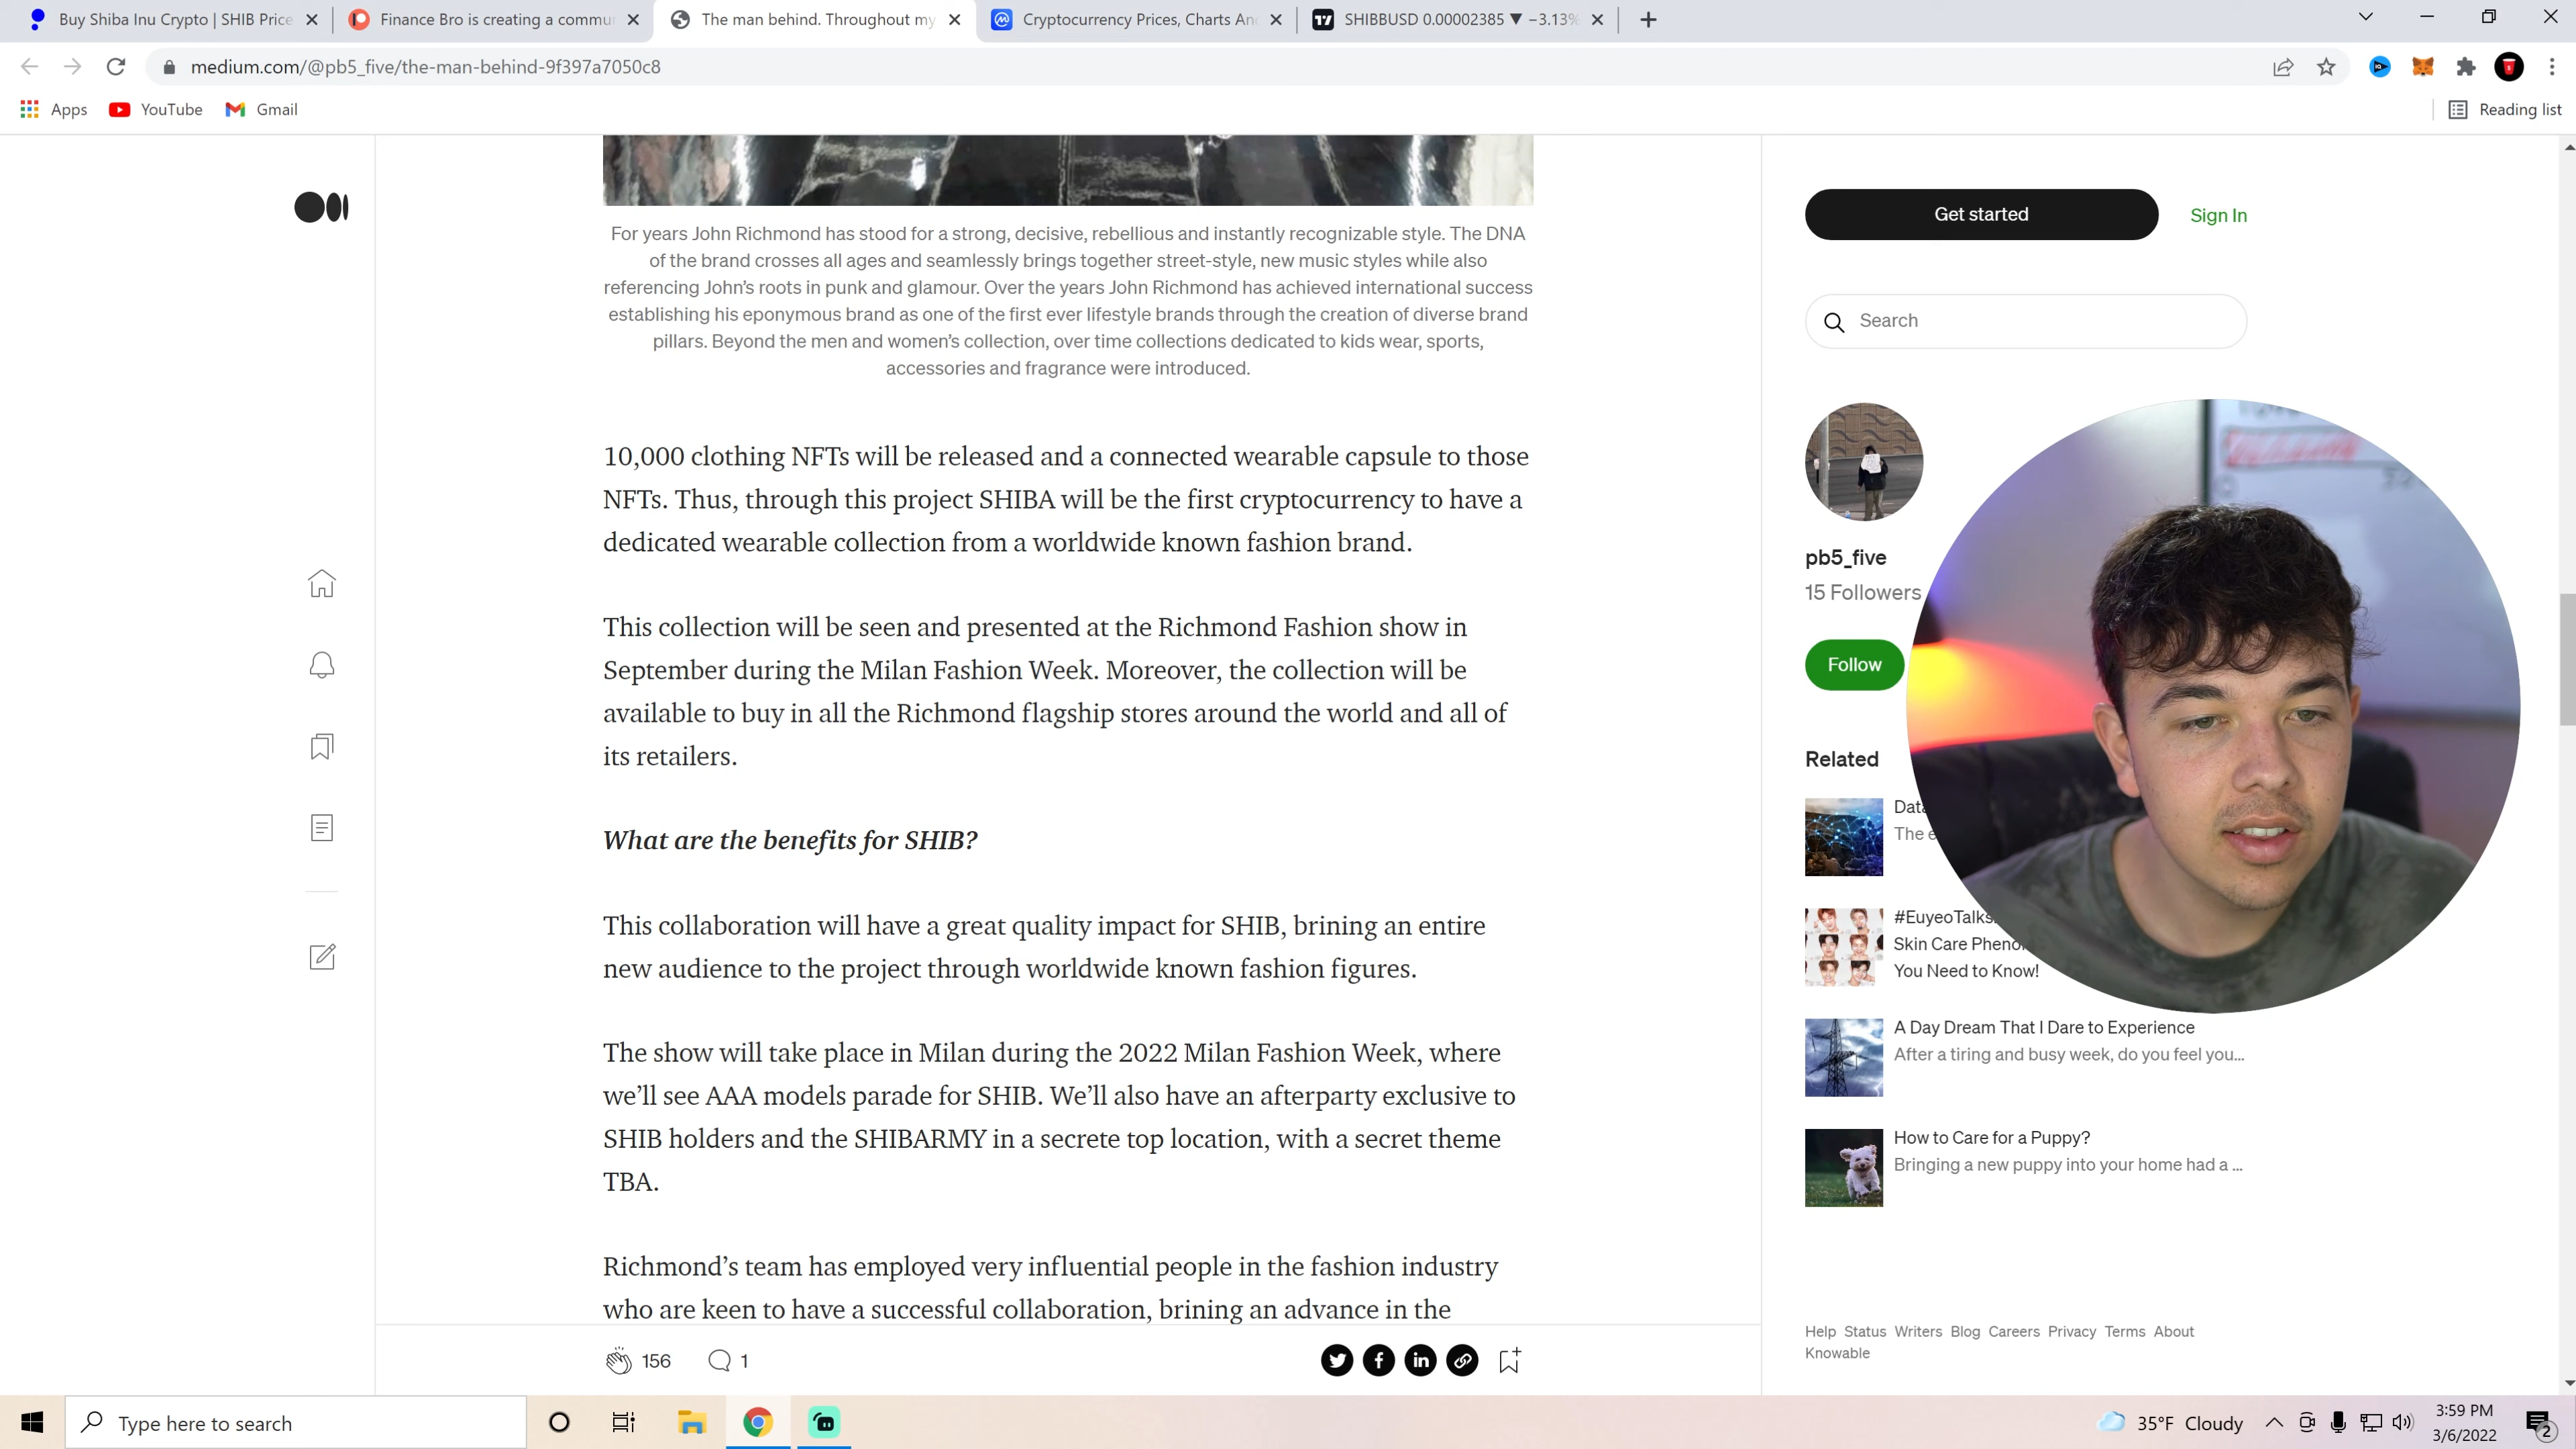 Buy Shiba Inu Crypto | SHIB Price
Finance Bro is creating a commu
The man behind. Throughout my
Cryptocurrency Prices, Charts An
SHIBBUSD 0.00002385 ▼ −3.13%
medium.com/@pb5_five/the-man-behind-9f397a7050c8
Apps
YouTube
Gmail
Reading list
For years John Richmond has stood for a strong, decisive, rebellious and instantly recognizable style. The DNA
of the brand crosses all ages and seamlessly brings together street-style, new music styles while also
referencing John's roots in punk and glamour. Over the years John Richmond has achieved international success
establishing his eponymous brand as one of the first ever lifestyle brands through the creation of diverse brand
pillars. Beyond the men and women's collection, over time collections dedicated to kids wear, sports,
accessories and fragrance were introduced.
10,000 clothing NFTs will be released and a connected wearable capsule to those
NFTs. Thus, through this project SHIBA will be the first cryptocurrency to have a
dedicated wearable collection from a worldwide known fashion brand.
This collection will be seen and presented at the Richmond Fashion show in
September during the Milan Fashion Week. Moreover, the collection will be
available to buy in all the Richmond flagship stores around the world and all of
its retailers.
What are the benefits for SHIB?
This collaboration will have a great quality impact for SHIB, brining an entire
new audience to the project through worldwide known fashion figures.
The show will take place in Milan during the 2022 Milan Fashion Week, where
we'll see AAA models parade for SHIB. We'll also have an afterparty exclusive to
SHIB holders and the SHIBARMY in a secrete top location, with a secret theme
TBA.
Richmond's team has employed very influential people in the fashion industry
who are keen to have a successful collaboration, brining an advance in the
156
1
Get started
Sign In
Search
pb5_five
15 Followers
Follow
Related
Data
The e
#EuyeoTalks
Skin Care Pheno
You Need to Know!
A Day Dream That I Dare to Experience
After a tiring and busy week, do you feel you...
How to Care for a Puppy?
Bringing a new puppy into your home had a ...
Help Status Writers Blog Careers Privacy Terms About
Knowable
Type here to search
35°F Cloudy
3:59 PM
3/6/2022
2